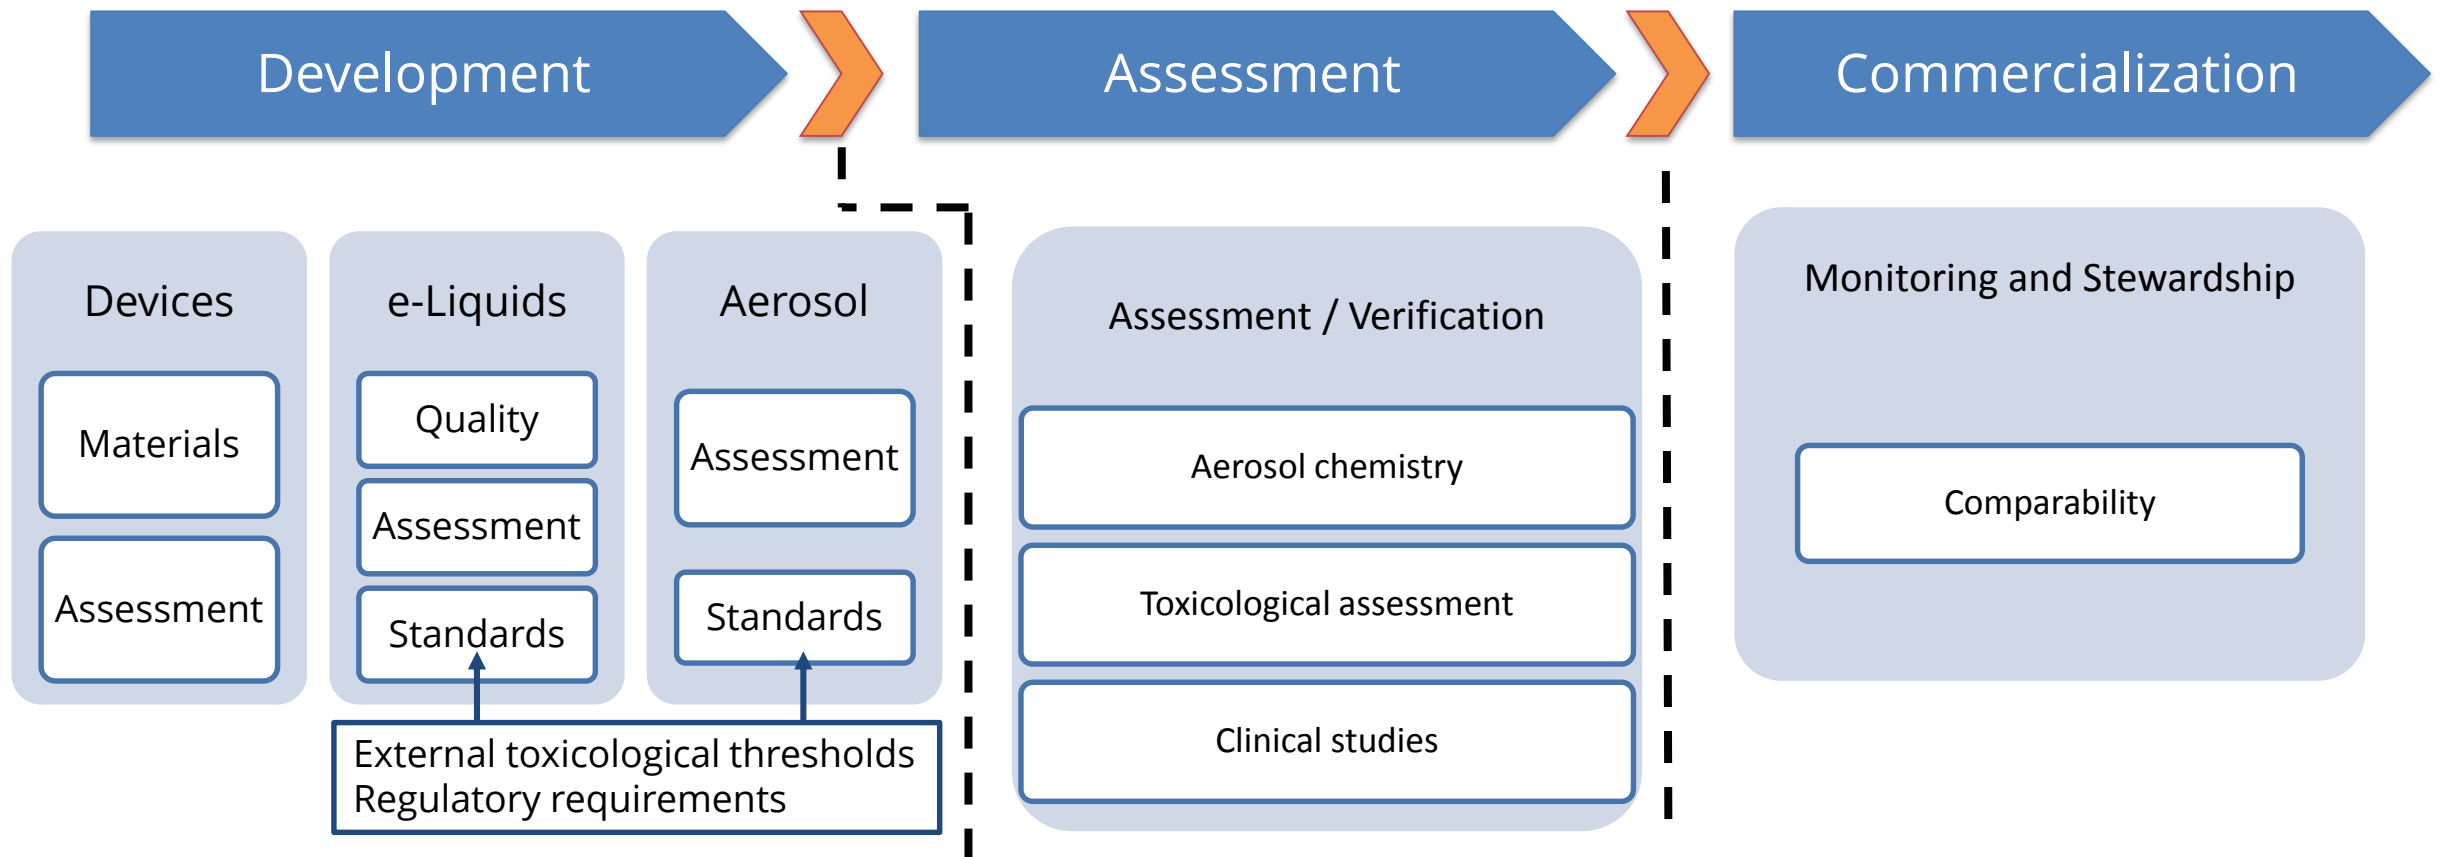 Development
Assessment
Commercialization
Devices
Materials
Assessment
e-Liquids
Quality
Assessment
Standards
Aerosol
Assessment
Standards
External toxicological thresholds
Regulatory requirements
Assessment / Verification
Aerosol chemistry
Toxicological assessment
Clinical studies
Monitoring and Stewardship
Comparability